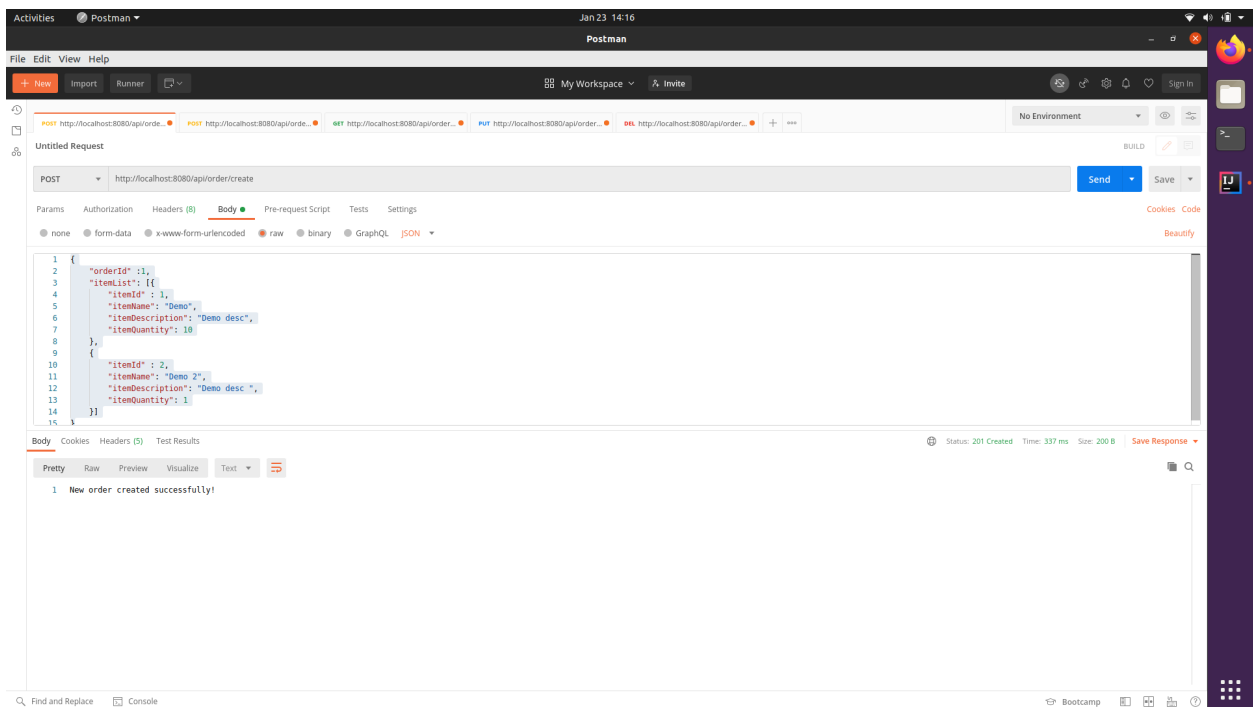 Activities Postman Jan 23 14:16
Postman
File Edit View Help
+ New Import Runner My Workspace Invite Sign In
POST http://localhost:8080/api/orde... POST http://localhost:8080/api/orde... GET http://localhost:8080/api/order... PUT http://localhost:8080/api/order... DEL http://localhost:8080/api/order... + ... No Environment
Untitled Request BUILD
POST http://localhost:8080/api/order/create Send Save
Params Authorization Headers (8) Body Pre-request Script Tests Settings Cookies Code
none form-data x-www-form-urlencoded raw binary GraphQL JSON Beautify
1 {
2 "orderId" :1,
3 "itemList": [{
4 "itemId" : 1,
5 "itemName": "Demo",
6 "itemDescription": "Demo desc",
7 "itemQuantity": 10
8 },
9 {
10 "itemId" : 2,
11 "itemName": "Demo 2",
12 "itemDescription": "Demo desc ",
13 "itemQuantity": 1
14 }]
15 }
Body Cookies Headers (5) Test Results Status: 201 Created Time: 337 ms Size: 200 B Save Response
Pretty Raw Preview Visualize Text
1 New order created successfully!
Find and Replace Console Bootcamp